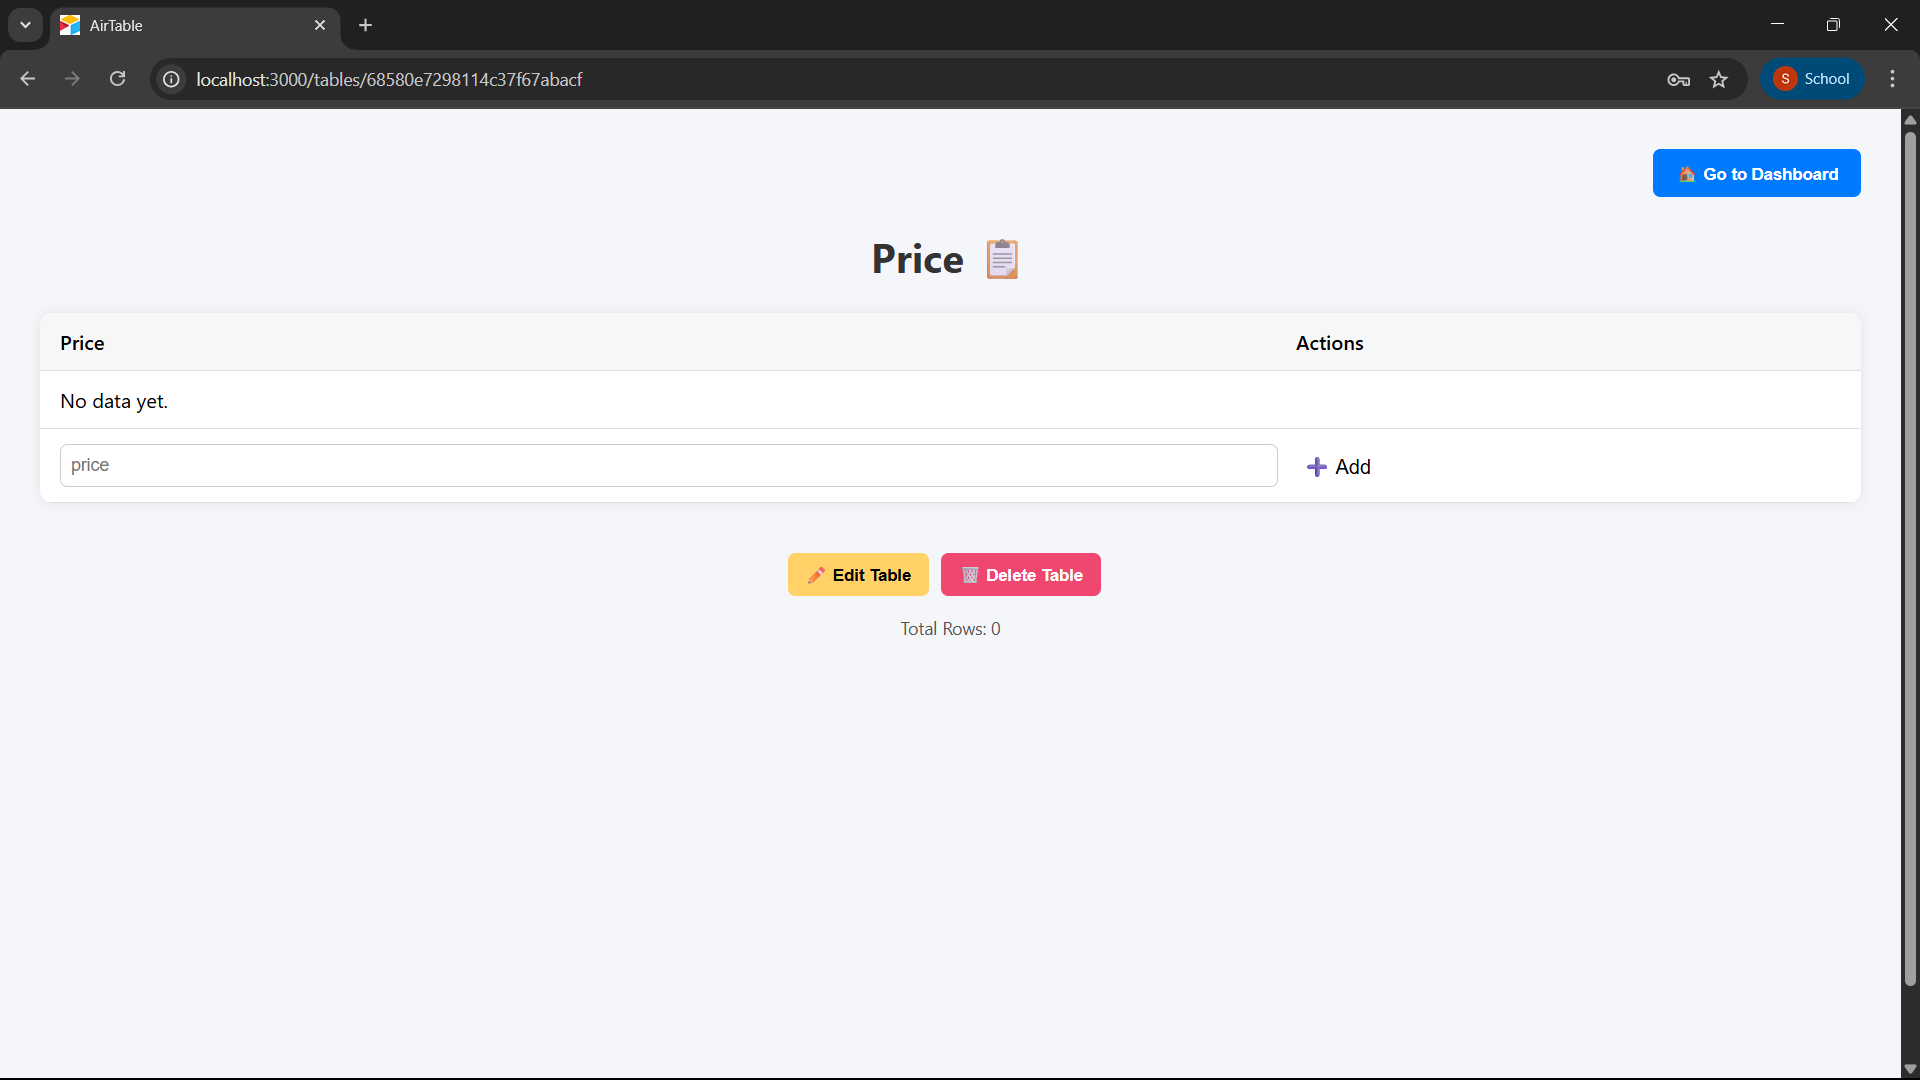 AirTable
localhost:3000/tables/68580e7298114c37f67abacf
S School
Go to Dashboard
Price
Price Actions
No data yet.
price Add
Edit Table Delete Table
Total Rows: 0